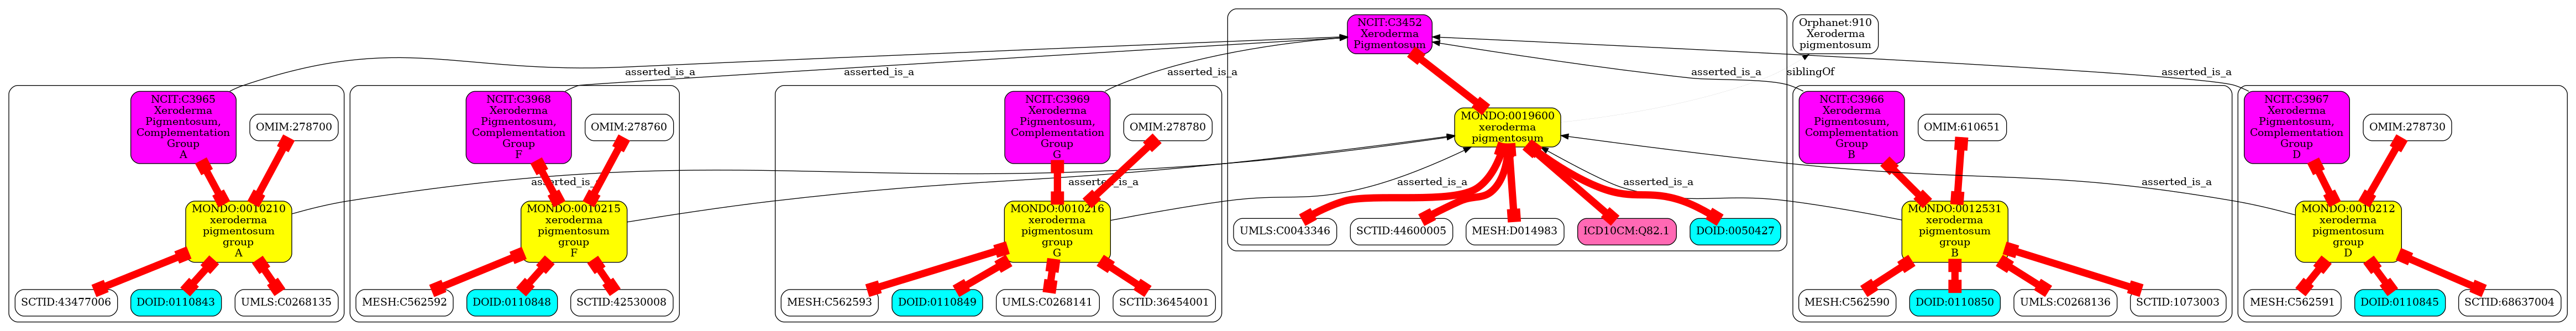 NCIT:C3452
Xeroderma
Pigmentosum
Orphanet:910
Xeroderma
pigmentosum
asserted_is_a
asserted_is_a
asserted_is_a
asserted_is_a
siblingOf
asserted_is_a
NCIT:C3965
Xeroderma
Pigmentosum,
Complementation
Group
A
OMIM:278700
NCIT:C3968
Xeroderma
Pigmentosum,
Complementation
Group
F
OMIM:278760
NCIT:C3969
Xeroderma
Pigmentosum,
Complementation
Group
G
OMIM:278780
MONDO:0019600
xeroderma
pigmentosum
NCIT:C3966
Xeroderma
Pigmentosum,
Complementation
Group
B
OMIM:610651
NCIT:C3967
Xeroderma
Pigmentosum,
Complementation
Group
D
OMIM:278730
asserted_is_a
asserted_is_a
asserted_is_a
asserted_is_a
asserted_is_a
MONDO:0010210
xeroderma
pigmentosum
group
A
MONDO:0010215
xeroderma
pigmentosum
group
F
MONDO:0010216
xeroderma
pigmentosum
group
G
UMLS:C0043346
SCTID:44600005
MESH:D014983
ICD10CM:Q82.1
DOID:0050427
MONDO:0012531
xeroderma
pigmentosum
group
B
MONDO:0010212
xeroderma
pigmentosum
group
D
SCTID:43477006
DOID:0110843
UMLS:C0268135
MESH:C562592
DOID:0110848
SCTID:42530008
MESH:C562593
DOID:0110849
UMLS:C0268141
SCTID:36454001
MESH:C562590
DOID:0110850
UMLS:C0268136
SCTID:1073003
MESH:C562591
DOID:0110845
SCTID:68637004